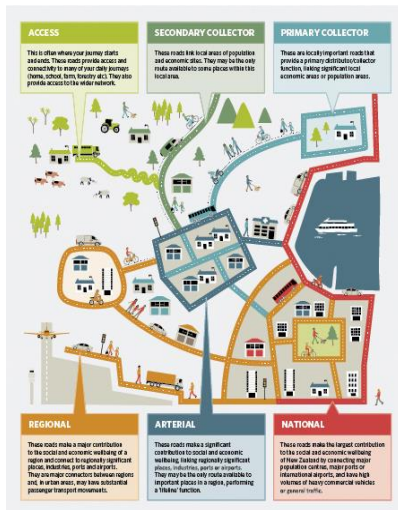 ACCESS
This is often where your journey starts
and ends. These roads provide access and
connectivity to many of your daily journeys
(home, school, farm, forestry etc). They also
provide access to the wider network.
SECONDARY COLLECTOR
These roads link local areas of population
and economic sites. They may be the only
route available to some places within this
local area.
PRIMARY COLLECTOR
These are locally important roads that
provide a primary distributor/collector
function, linking significant local
economic areas or population areas.
REGIONAL
These roads make a major contribution
to the social and economic wellbeing of a
region and connect to regionally significant
places, industries, ports and airports.
They are major connectors between regions
and, in urban areas, may have substantial
passenger transport movements.
ARTERIAL
These roads make a significant
contribution to social and economic
wellbeing, linking regionally significant
places, industries, ports or airports.
They may be the only route available to
important places in a region, performing
a 'lifeline' function.
NATIONAL
These roads make the largest contribution
to the social and economic wellbeing
of New Zealand by connecting major
population centres, major ports or
international airports, and have high
volumes of heavy commercial vehicles
or general traffic.